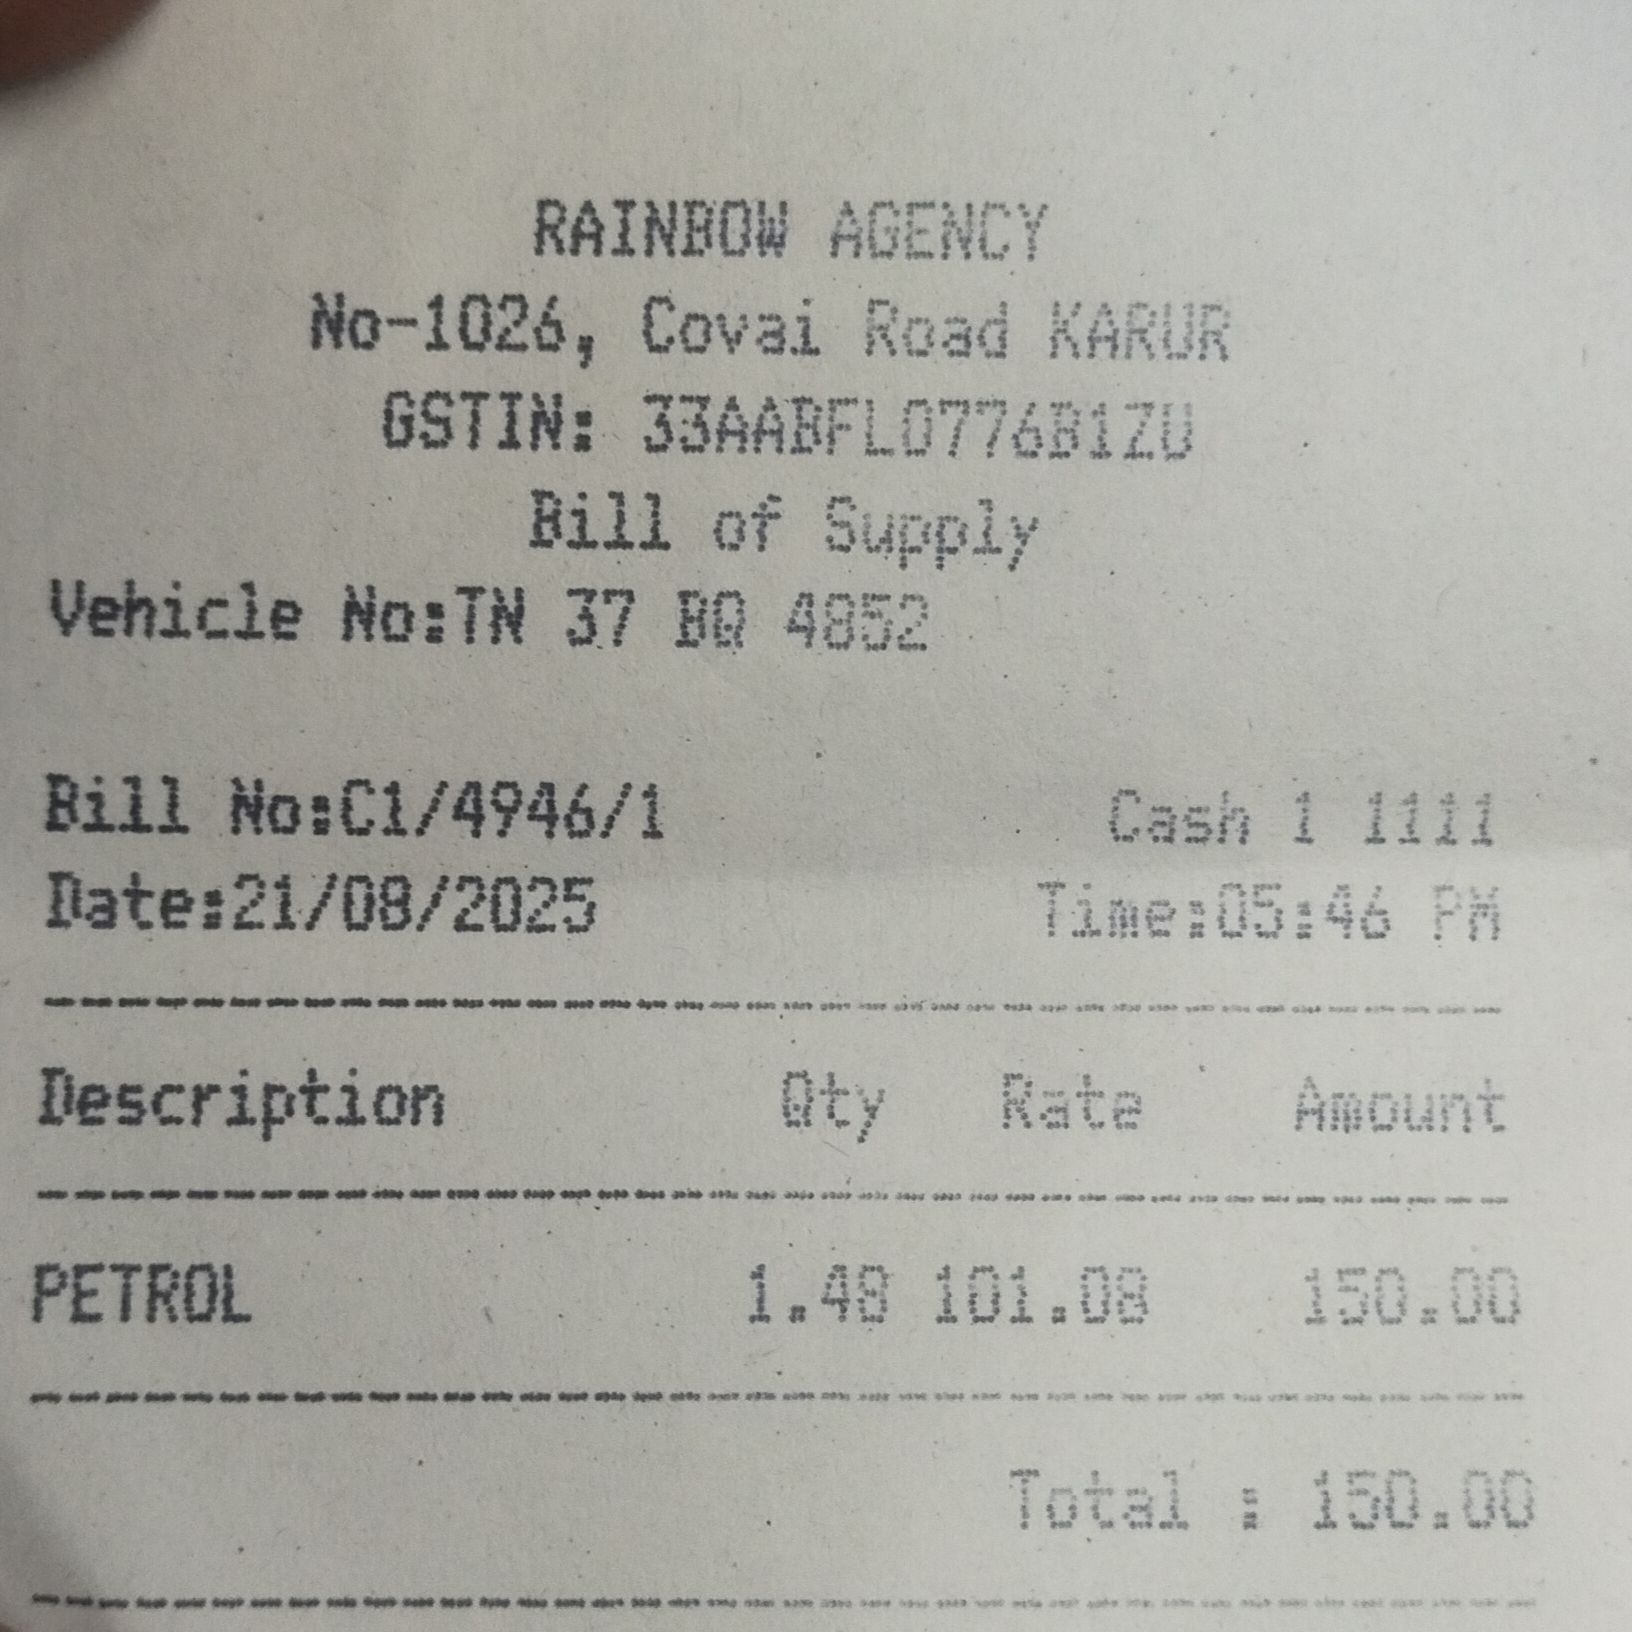 RAINBOW AGENCY
No-1026, Covai Road KARUR
GSTIN: 33AABFL0776B1ZU
Bill of Supply
Vehicle No:TN 37 BQ 4852
Bill No:C1/4946/1 Cash 1 1111
Date:21/08/2025 Time:05:46 PM
Description Qty Rate Amount
PETROL 1.48 101.08 150.00
Total : 150.00